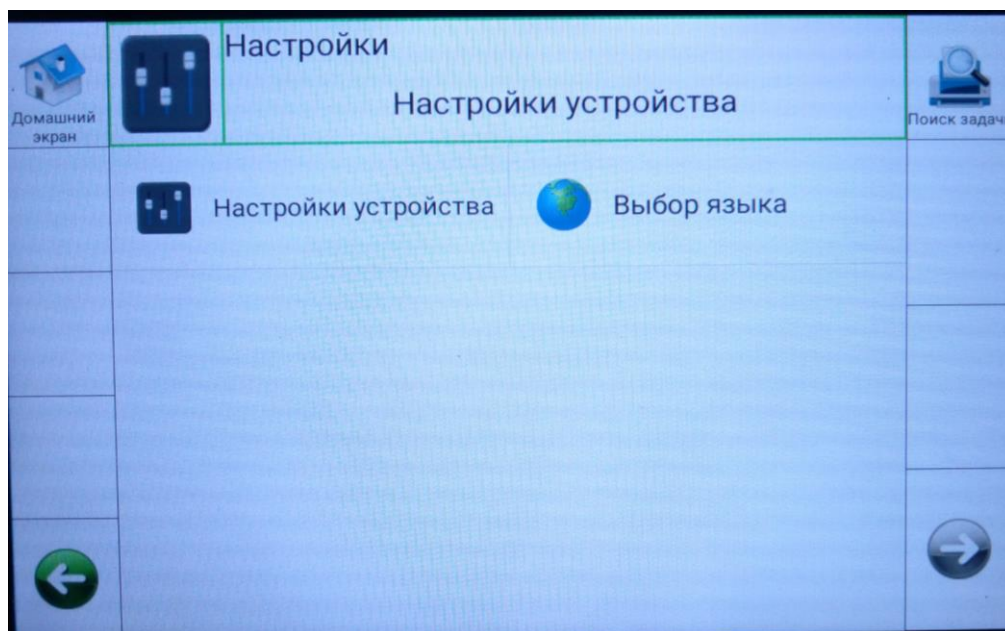 Настройки
Настройки устройства
Домашний
экран
Поиск задач
Настройки устройства
Выбор языка